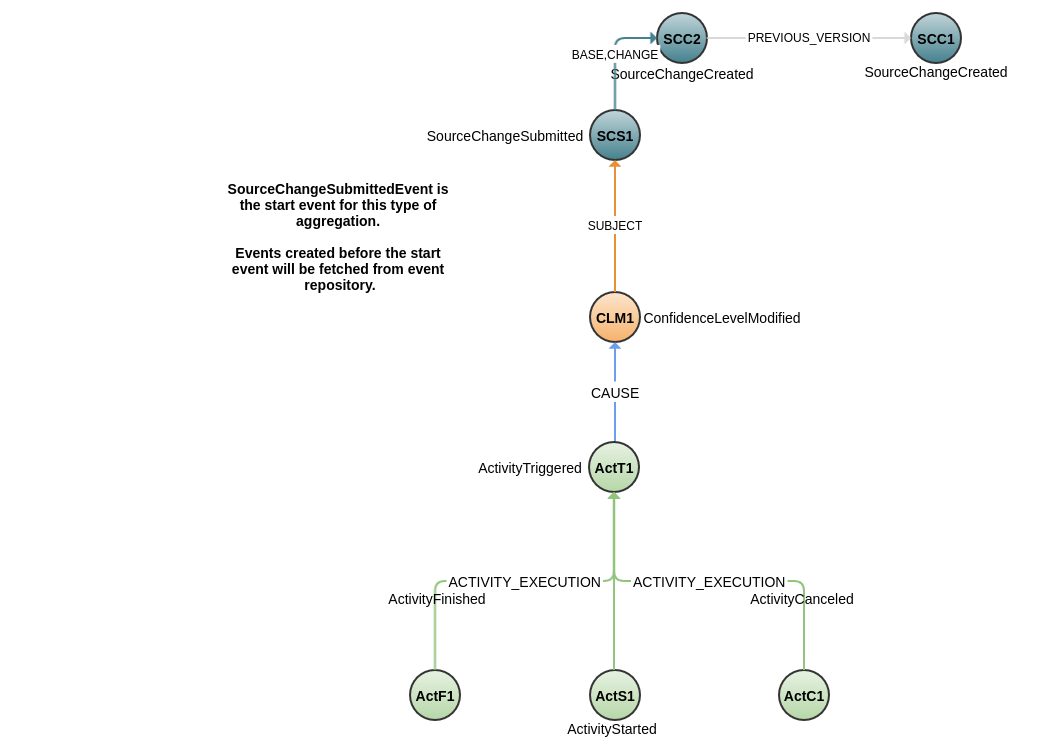 SCC2
PREVIOUS_VERSION
SCC1
BASE,CHANGE
SourceChangeCreated
SourceChangeCreated
SourceChangeSubmitted
SCS1
SourceChangeSubmittedEvent is
the start event for this type of
aggregation.
Events created before the start
event will be fetched from event
repository.
SUBJECT
CLM1
ConfidenceLevelModified
CAUSE
ActivityTriggered
ActT1
ACTIVITY_EXECUTION
ACTIVITY_EXECUTION
ActivityFinished
ActivityCanceled
ActF1
ActS1
ActC1
ActivityStarted